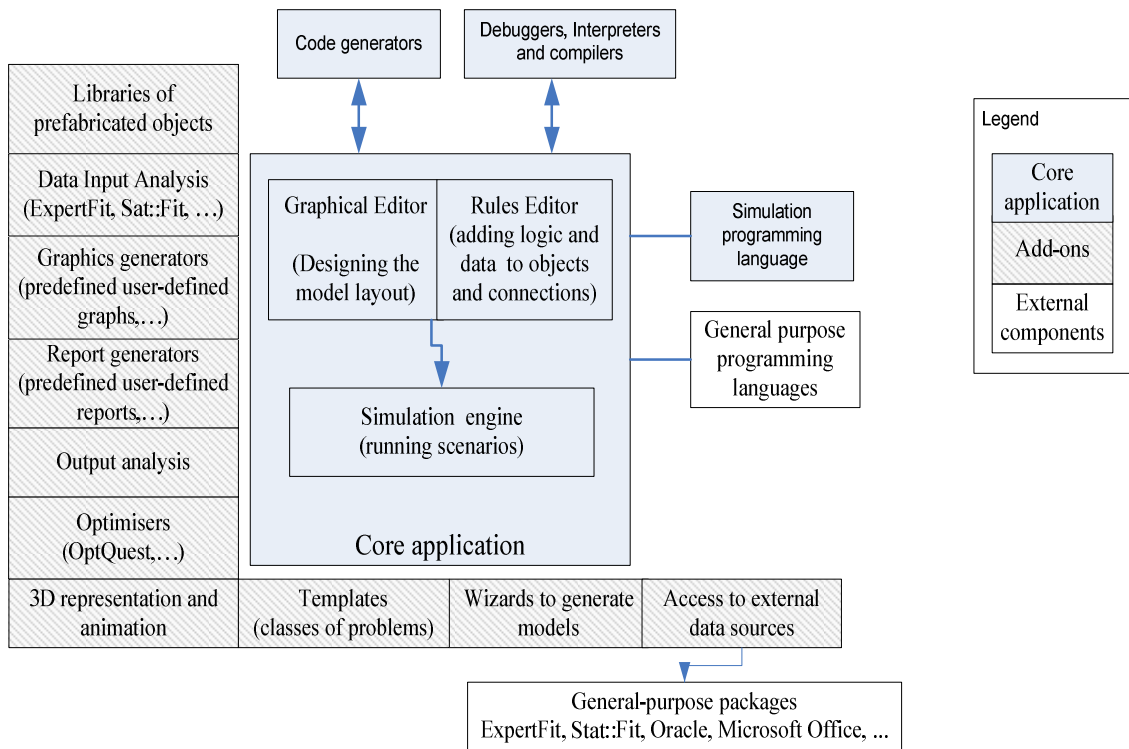 Code generators
Debuggers, Interpreters
and compilers
Libraries of
prefabricated objects
Data Input Analysis
(ExpertFit, Sat::Fit, …)
Graphics generators
(predefined user-defined
graphs,…)
Report generators
(predefined user-defined
reports,…)
Output analysis
Optimisers
(OptQuest,…)
3D representation and
animation
Templates
(classes of problems)
Wizards to generate
models
Access to external
data sources
Graphical Editor
(Designing the
model layout)
Rules Editor
(adding logic and
data to objects
and connections)
Simulation engine
(running scenarios)
Core application
Simulation
programming
language
General purpose
programming
languages
General-purpose packages
ExpertFit, Stat::Fit, Oracle, Microsoft Office, ...
Legend
Core
application
Add-ons
External
components